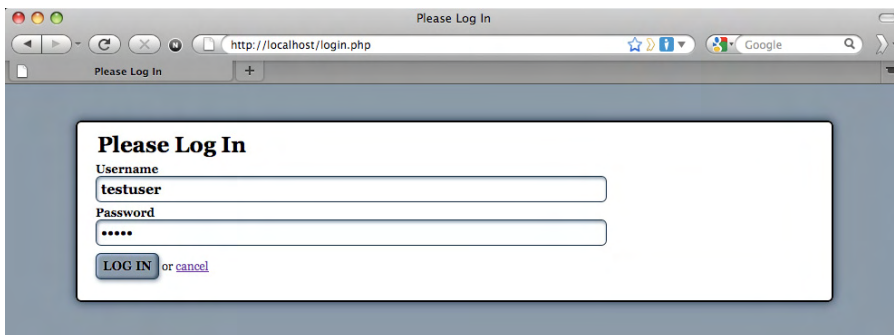 Please Log In
http://localhost/login.php
Google
Please Log In +
Please Log In
Username
testuser
Password
•••••
LOG IN or cancel